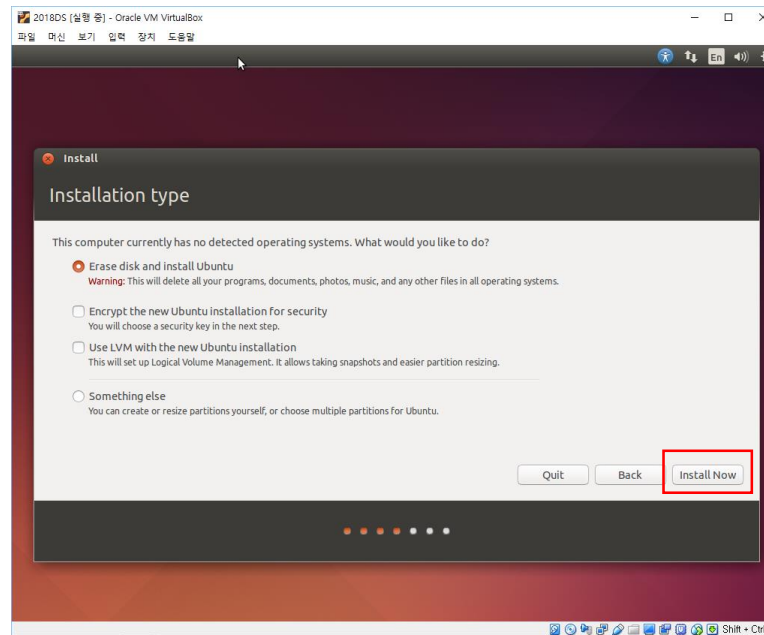 2018DS [실행 중] - Oracle VM VirtualBox
파일 머신 보기 입력 장치 도움말
En
Install
Installation type
This computer currently has no detected operating systems. What would you like to do?
Erase disk and install Ubuntu
Warning: This will delete all your programs, documents, photos, music, and any other files in all operating systems.
Encrypt the new Ubuntu installation for security
You will choose a security key in the next step.
Use LVM with the new Ubuntu installation
This will set up Logical Volume Management. It allows taking snapshots and easier partition resizing.
Something else
You can create or resize partitions yourself, or choose multiple partitions for Ubuntu.
Quit Back Install Now
Shift + Ctr